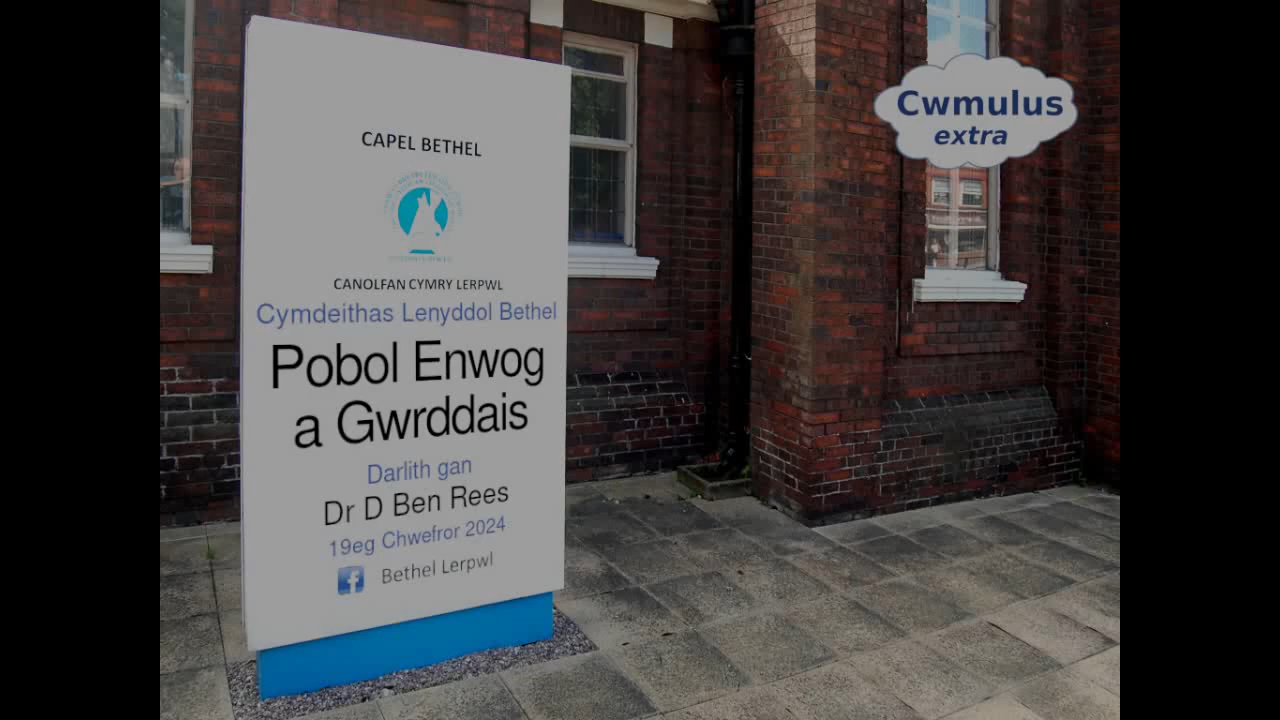 CAPEL BETHEL
CANOLFAN CYMRY LERPWL
Cymdeithas Lenyddol Bethel
Pobol Enwog
a Gwrddais
Darlith gan
Dr D Ben Rees
19eg Chwefror 2024
f Bethel Lerpwl
Cwmulus
extra